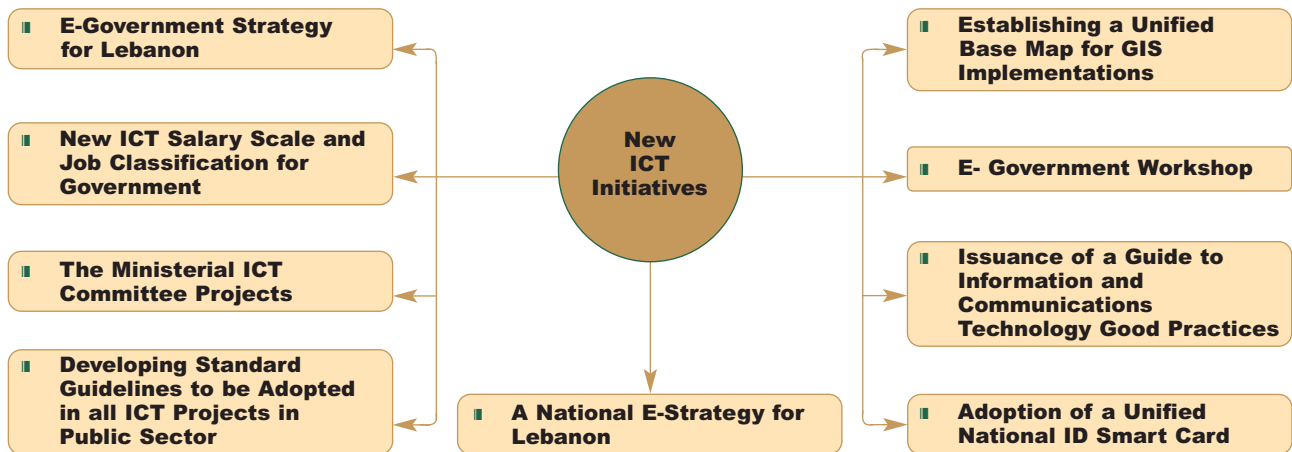 E-Government Strategy
for Lebanon
New ICT Salary Scale and
Job Classification for
Government
The Ministerial ICT
Committee Projects
Developing Standard
Guidelines to be Adopted
in all ICT Projects in
Public Sector
New
ICT
Initiatives
A National E-Strategy for
Lebanon
Establishing a Unified
Base Map for GIS
Implementations
E- Government Workshop
Issuance of a Guide to
Information and
Communications
Technology Good Practices
Adoption of a Unified
National ID Smart Card